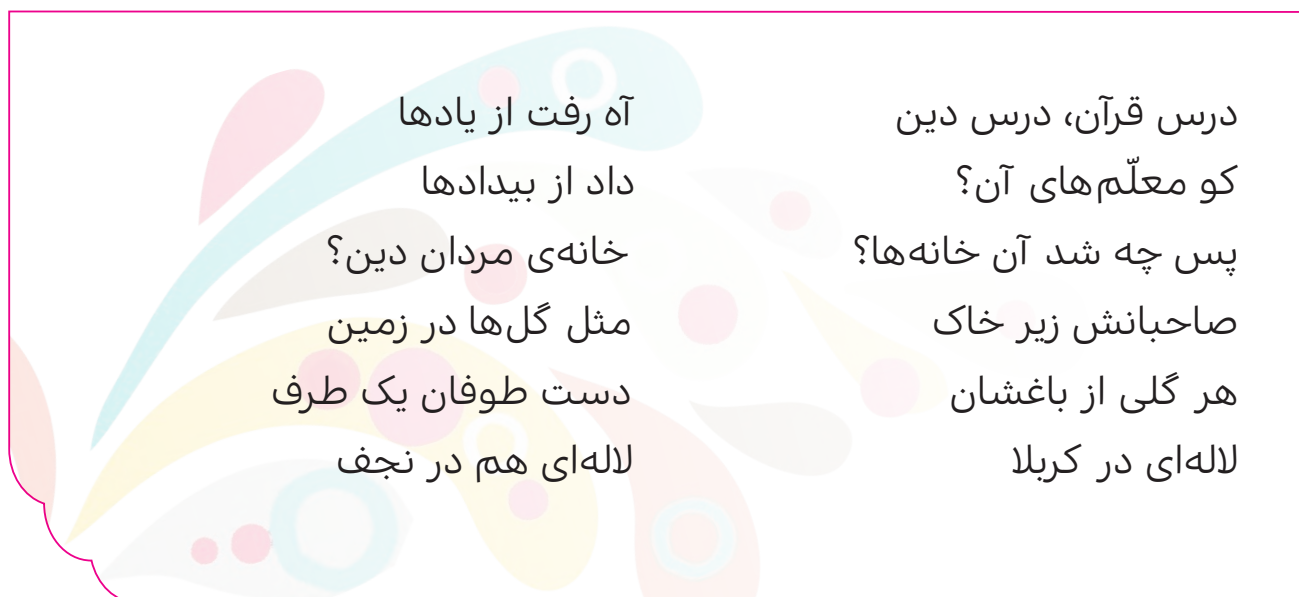 درس قرآن، درس دین آه رفت از یادها
کو معلّم‌های آن؟ داد از بیدادها
پس چه شد آن خانه‌ها؟ خانه‌ی مردان دین؟
صاحبانش زیر خاک مثل گل‌ها در زمین
هر گلی از باغشان دست طوفان یک طرف
لاله‌ای در کربلا لاله‌ای هم در نجف